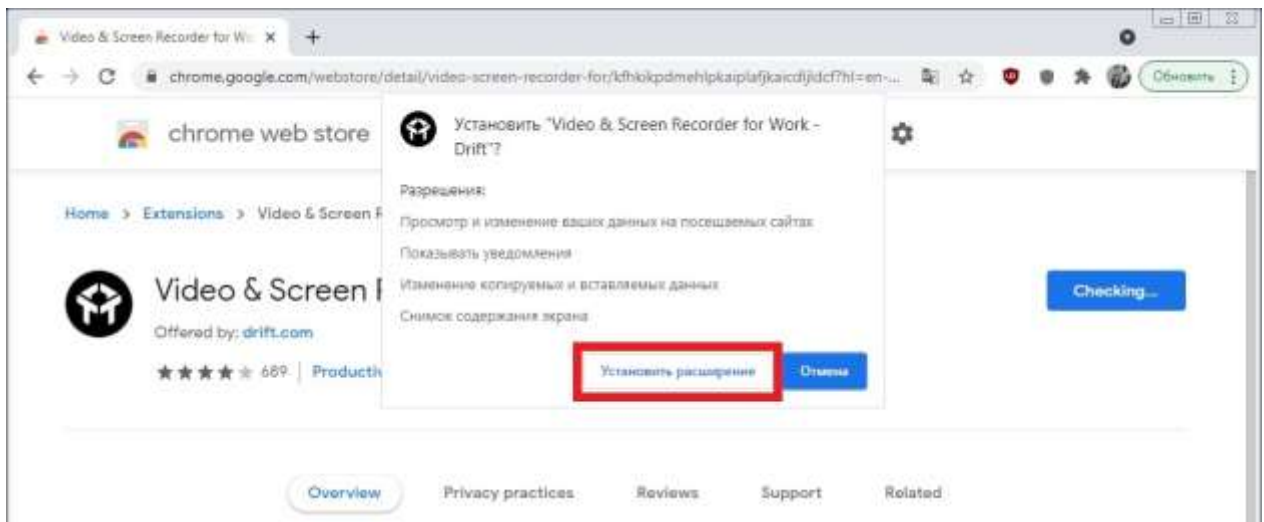 Video & Screen Recorder for W
Обновить
chrome.google.com/webstore/detail/video-screen-recorder-for/kfhkikpdmehlpkaiplafjkaicdljldcf?hl=en-...
chrome web store
Установить "Video & Screen Recorder for Work -
Drift"?
Разрешения:
Просмотр и изменение ваших данных на посещаемых сайтах
Показывать уведомления
Изменение копируемых и вставляемых данных
Снимок содержания экрана
Установить расширение
Отмена
Home > Extensions > Video & Screen R
Video & Screen R
Checking...
Offered by: drift.com
689 | Productiv
Overview
Privacy practices
Reviews
Support
Related